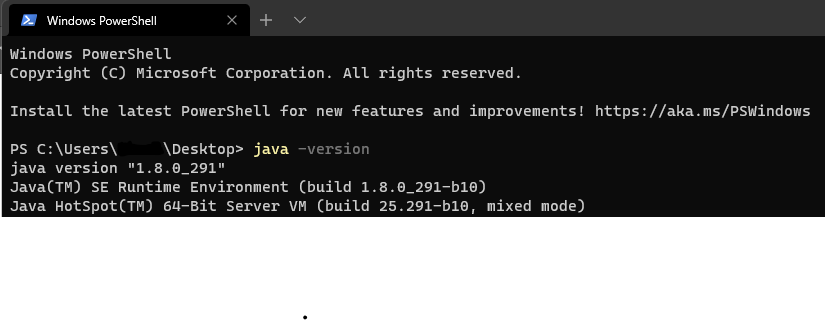 Windows PowerShell
Windows PowerShell
Copyright (C) Microsoft Corporation. All rights reserved.
Install the latest PowerShell for new features and improvements! https://aka.ms/PSWindows
PS C:\Users\ \Desktop> java -version
java version "1.8.0_291"
Java(TM) SE Runtime Environment (build 1.8.0_291-b10)
Java HotSpot(TM) 64-Bit Server VM (build 25.291-b10, mixed mode)
.